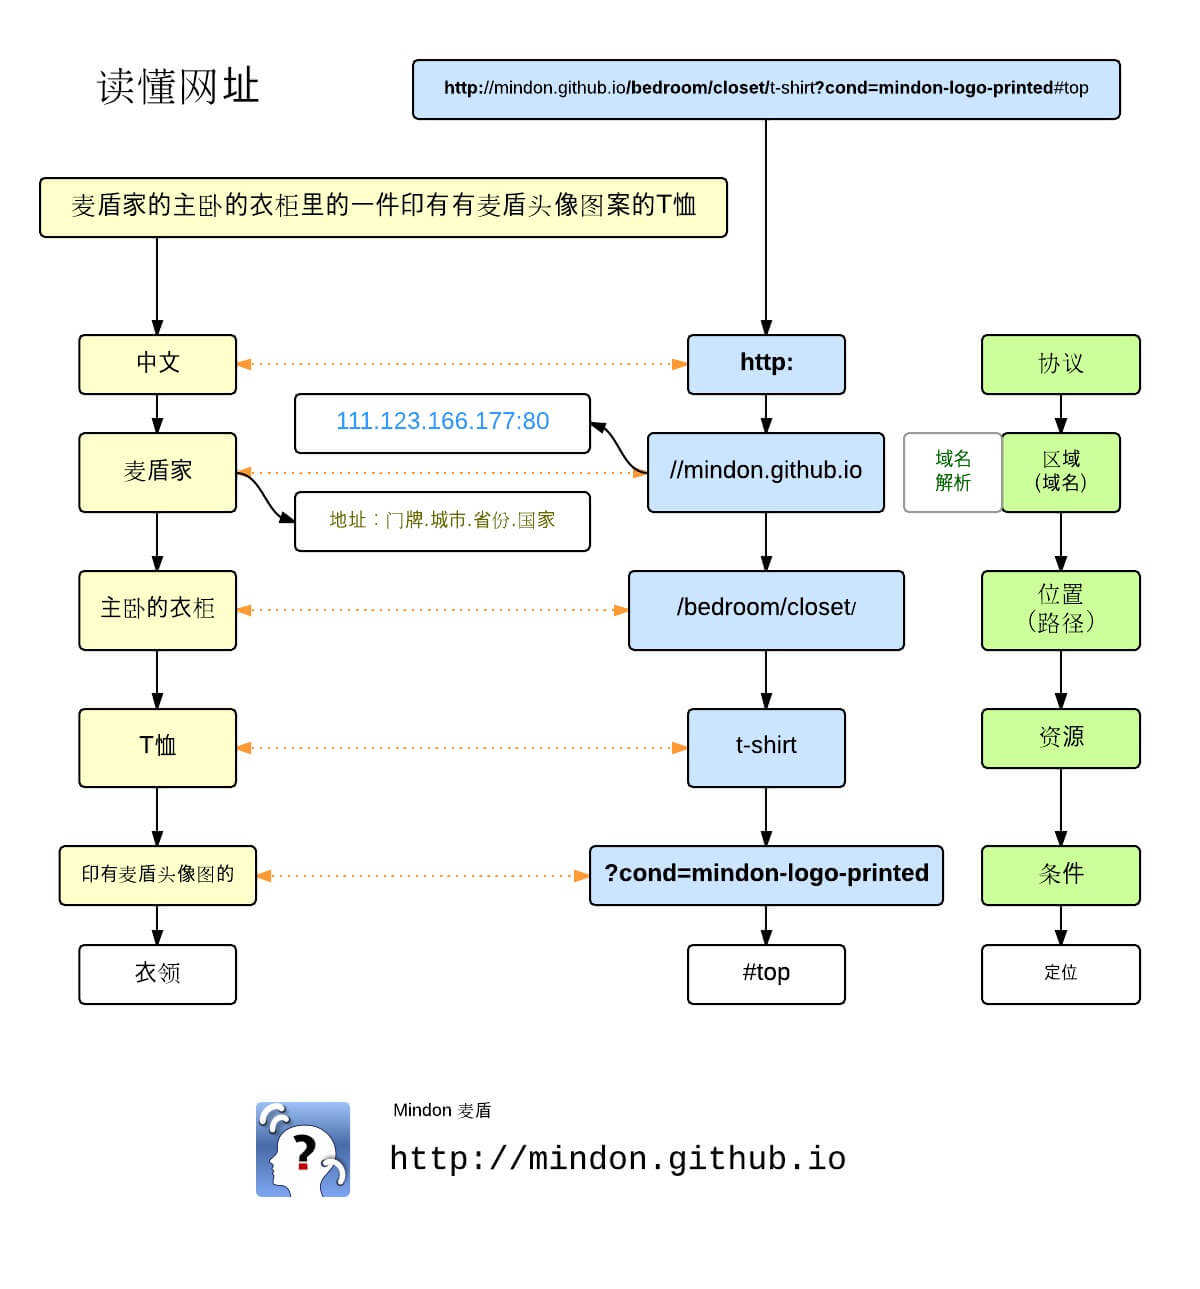 读懂网址
http://mindon.github.io/bedroom/closet/t-shirt?cond=mindon-logo-printed#top
麦盾家的主卧的衣柜里的一件印有有麦盾头像图案的T恤
中文
http:
协议
111.123.166.177:80
麦盾家
//mindon.github.io
域名
解析
区域
(域名)
地址：门牌.城市.省份.国家
主卧的衣柜
/bedroom/closet/
位置
（路径）
T恤
t-shirt
资源
印有麦盾头像图的
?cond=mindon-logo-printed
条件
衣领
#top
定位
?
Mindon 麦盾
http://mindon.github.io